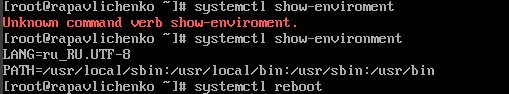 [root@rapavlichenko ~]# systemctl show-enviroment
Unknown command verb show-enviroment.
[root@rapavlichenko ~]# systemctl show-environment
LANG=ru_RU.UTF-8
PATH=/usr/local/sbin:/usr/local/bin:/usr/sbin:/usr/bin
[root@rapavlichenko ~]# systemctl reboot